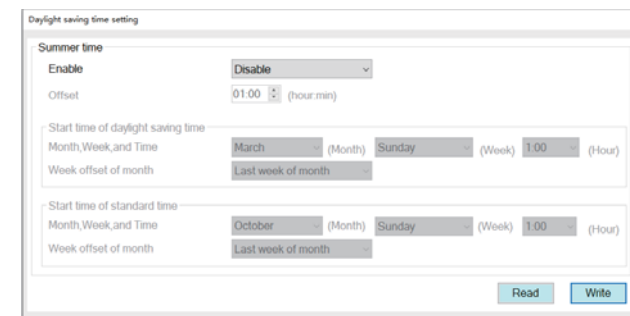 Daylight saving time setting
Summer time
Enable Disable
Offset 01:00 (hour:min)
Start time of daylight saving time
Month,Week,and Time March (Month) Sunday (Week) 1:00 (Hour)
Week offset of month Last week of month
Start time of standard time
Month,Week,and Time October (Month) Sunday (Week) 1:00 (Hour)
Week offset of month Last week of month
Read Write